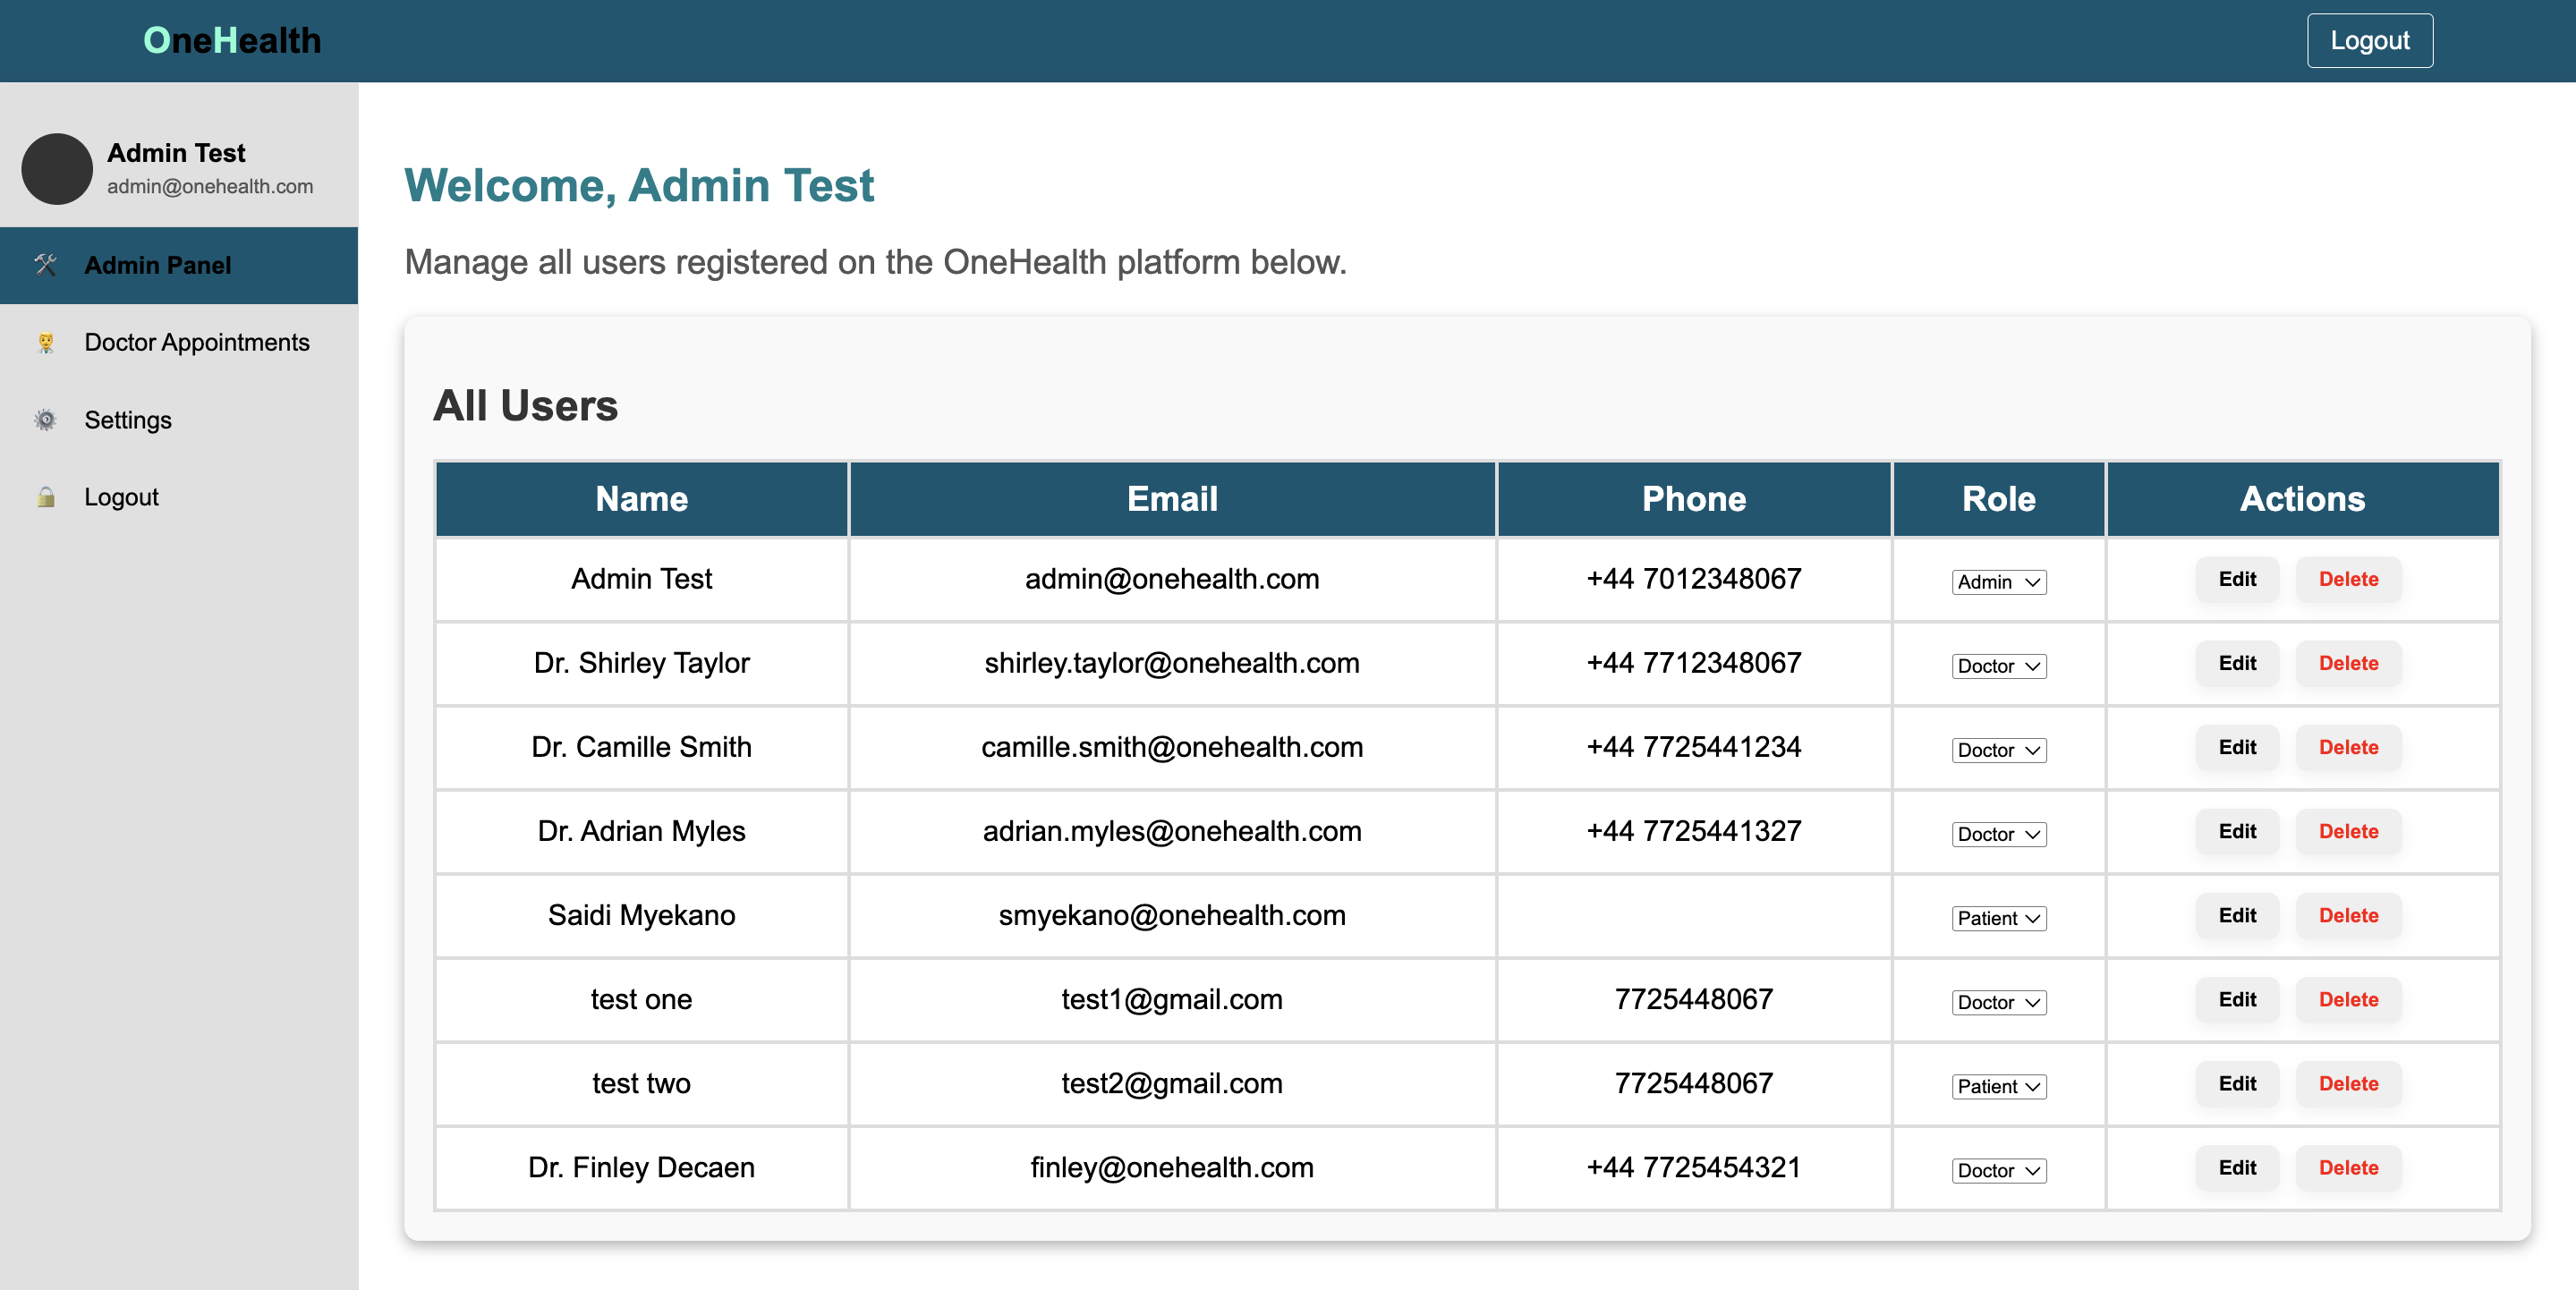 OneHealth
Logout
Admin Test
admin@onehealth.com
Admin Panel
Doctor Appointments
Settings
Logout
Welcome, Admin Test
Manage all users registered on the OneHealth platform below.
All Users
Name Email Phone Role Actions
Admin Test admin@onehealth.com +44 7012348067 Admin Edit Delete
Dr. Shirley Taylor shirley.taylor@onehealth.com +44 7712348067 Doctor Edit Delete
Dr. Camille Smith camille.smith@onehealth.com +44 7725441234 Doctor Edit Delete
Dr. Adrian Myles adrian.myles@onehealth.com +44 7725441327 Doctor Edit Delete
Saidi Myekano smyekano@onehealth.com Patient Edit Delete
test one test1@gmail.com 7725448067 Doctor Edit Delete
test two test2@gmail.com 7725448067 Patient Edit Delete
Dr. Finley Decaen finley@onehealth.com +44 7725454321 Doctor Edit Delete